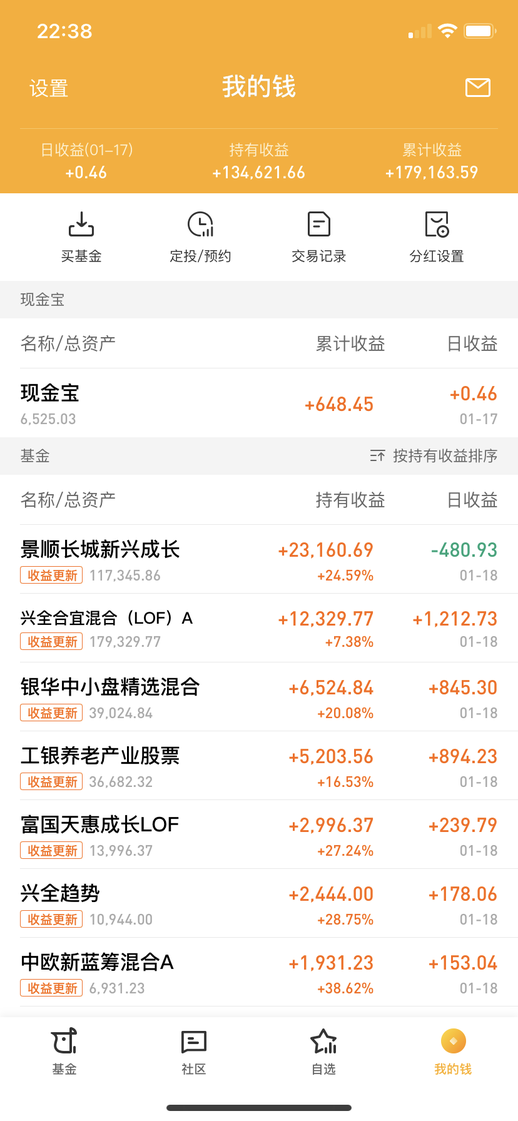 22:38
设置
我的钱
日收益(01-17)
持有收益
累计收益
+0.46
+134,621.66
+179,163.59
买基金
定投/预约
交易记录
分红设置
现金宝
名称/总资产
累计收益
日收益
现金宝
+648.45
+0.46
6,525.03
01-17
基金
按持有收益排序
名称/总资产
持有收益
日收益
景顺长城新兴成长
+23,160.69
-480.93
收益更新
117,345.86
+24.59%
01-18
兴全合宜混合（LOF）A
+12,329.77
+1,212.73
收益更新
179,329.77
+7.38%
01-18
银华中小盘精选混合
+6,524.84
+845.30
收益更新
39,024.84
+20.08%
01-18
工银养老产业股票
+5,203.56
+894.23
收益更新
36,682.32
+16.53%
01-18
富国天惠成长LOF
+2,996.37
+239.79
收益更新
13,996.37
+27.24%
01-18
兴全趋势
+2,444.00
+178.06
收益更新
10,944.00
+28.75%
01-18
中欧新蓝筹混合A
+1,931.23
+153.04
收益更新
6,931.23
+38.62%
01-18
基金
社区
自选
我的钱